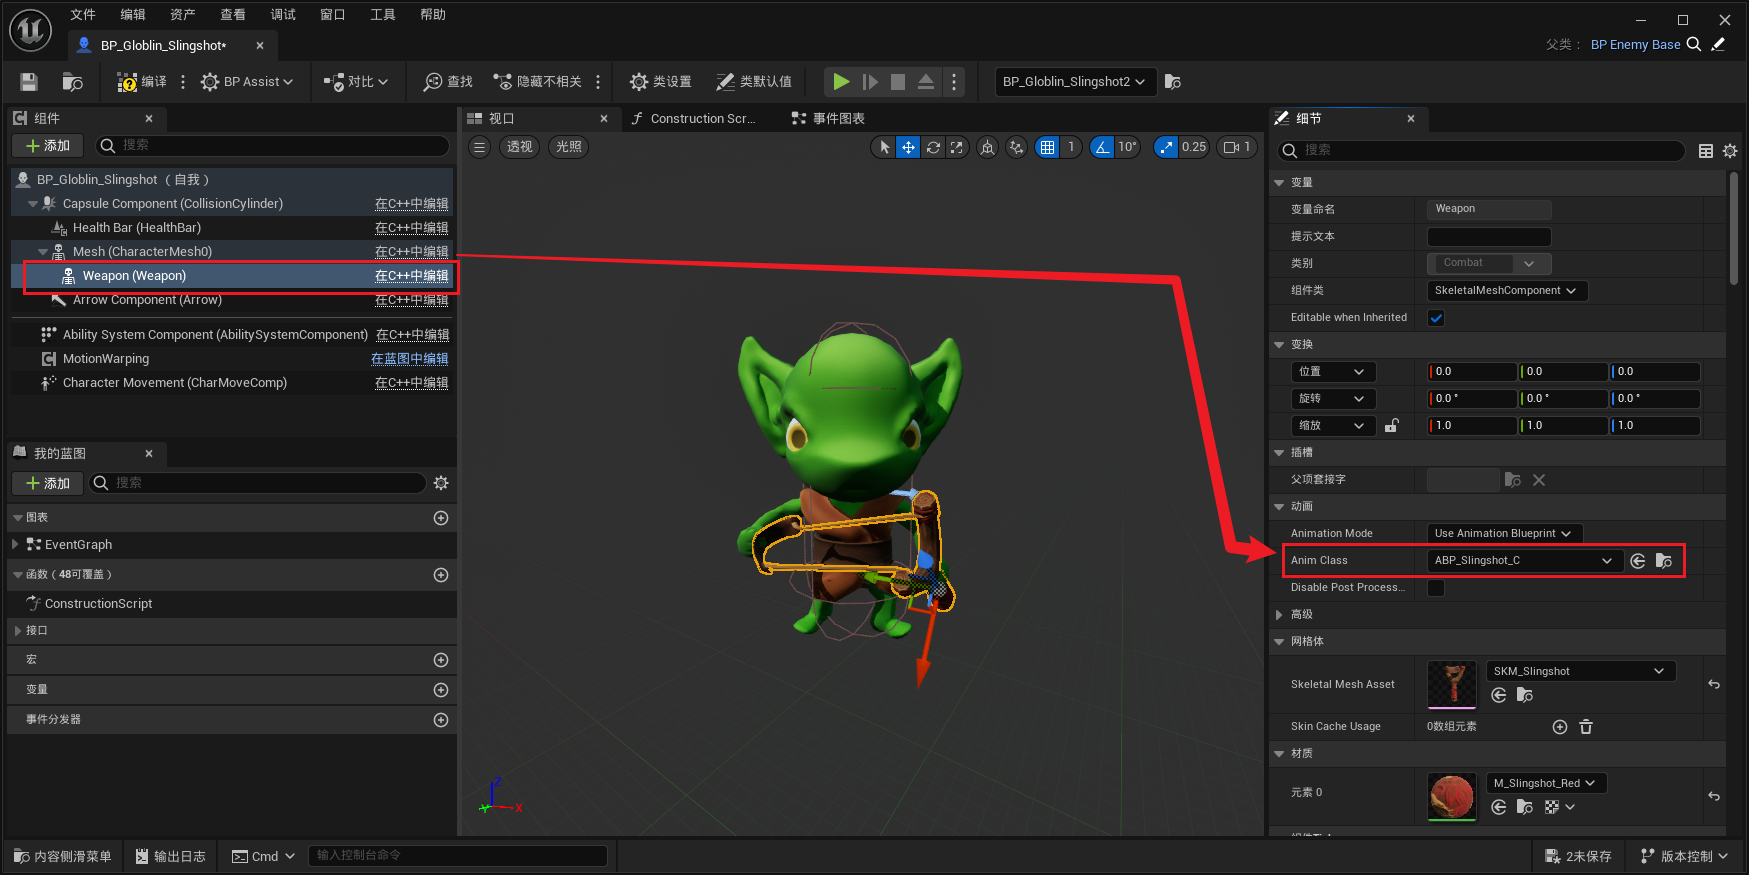 文件 编辑 资产 查看 调试 窗口 工具 帮助
BP_Globlin_Slingshot*
父类： BP Enemy Base
编译 BP Assist 对比 查找 隐藏不相关 类设置 类默认值 BP_Globlin_Slingshot2
组件
添加 搜索
BP_Globlin_Slingshot （自我）
Capsule Component (CollisionCylinder) 在C++中编辑
Health Bar (HealthBar) 在C++中编辑
Mesh (CharacterMesh0) 在C++中编辑
Weapon (Weapon) 在C++中编辑
Arrow Component (Arrow) 在C++中编辑
Ability System Component (AbilitySystemComponent) 在C++中编辑
MotionWarping 在蓝图中编辑
Character Movement (CharMoveComp) 在C++中编辑
我的蓝图
添加 搜索
图表
EventGraph
函数（48可覆盖）
ConstructionScript
接口
宏
变量
事件分发器
视口 Construction Scr... 事件图表
透视 光照 1 10° 0.25 1
Z
Y X
细节
搜索
变量
变量命名 Weapon
提示文本
类别 Combat
组件类 SkeletalMeshComponent
Editable when Inherited
变换
位置 0.0 0.0 0.0
旋转 0.0 ° 0.0 ° 0.0 °
缩放 1.0 1.0 1.0
插槽
父项套接字
动画
Animation Mode Use Animation Blueprint
Anim Class ABP_Slingshot_C
Disable Post Process...
高级
网格体
Skeletal Mesh Asset SKM_Slingshot
Skin Cache Usage 0数组元素
材质
元素 0 M_Slingshot_Red
内容侧滑菜单 输出日志 Cmd 输入控制台命令 2未保存 版本控制